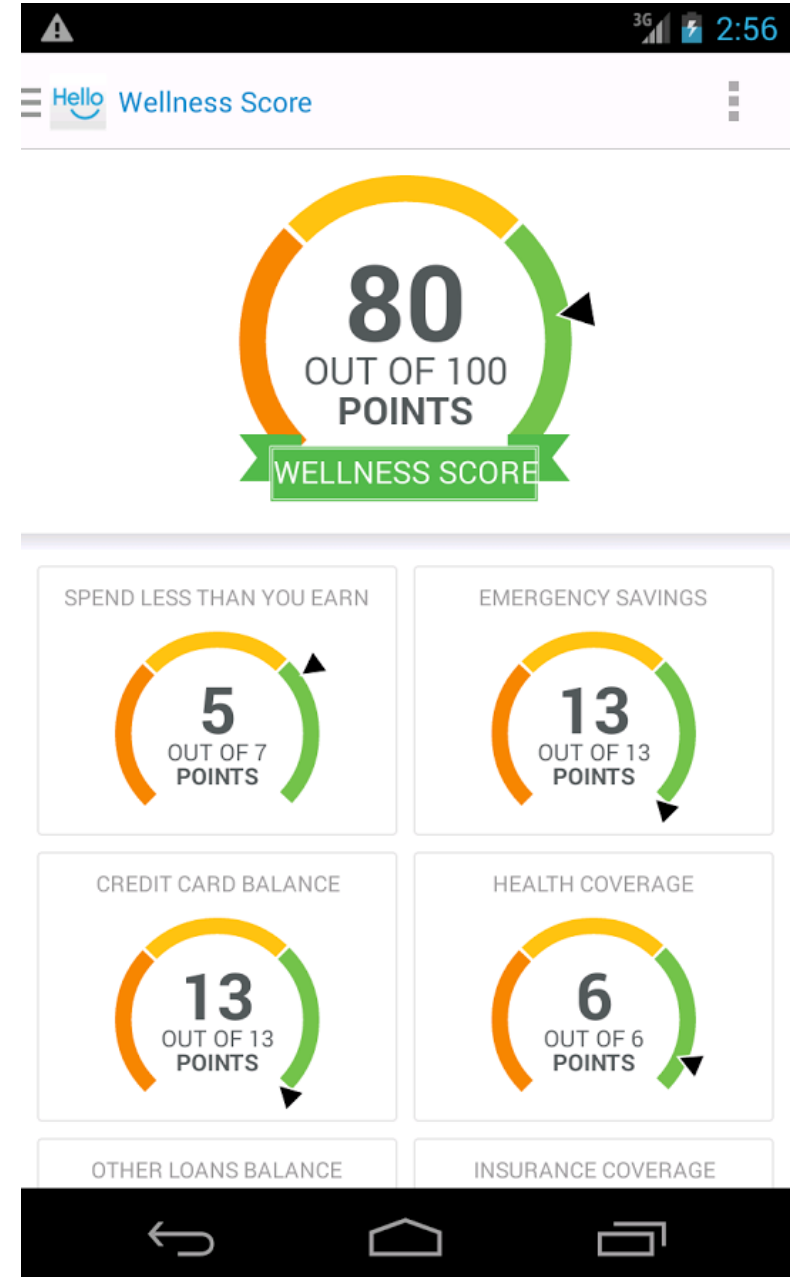 3G 2:56
Hello Wellness Score
80
OUT OF 100
POINTS
WELLNESS SCORE
SPEND LESS THAN YOU EARN
5
OUT OF 7
POINTS
EMERGENCY SAVINGS
13
OUT OF 13
POINTS
CREDIT CARD BALANCE
13
OUT OF 13
POINTS
HEALTH COVERAGE
6
OUT OF 6
POINTS
OTHER LOANS BALANCE
INSURANCE COVERAGE